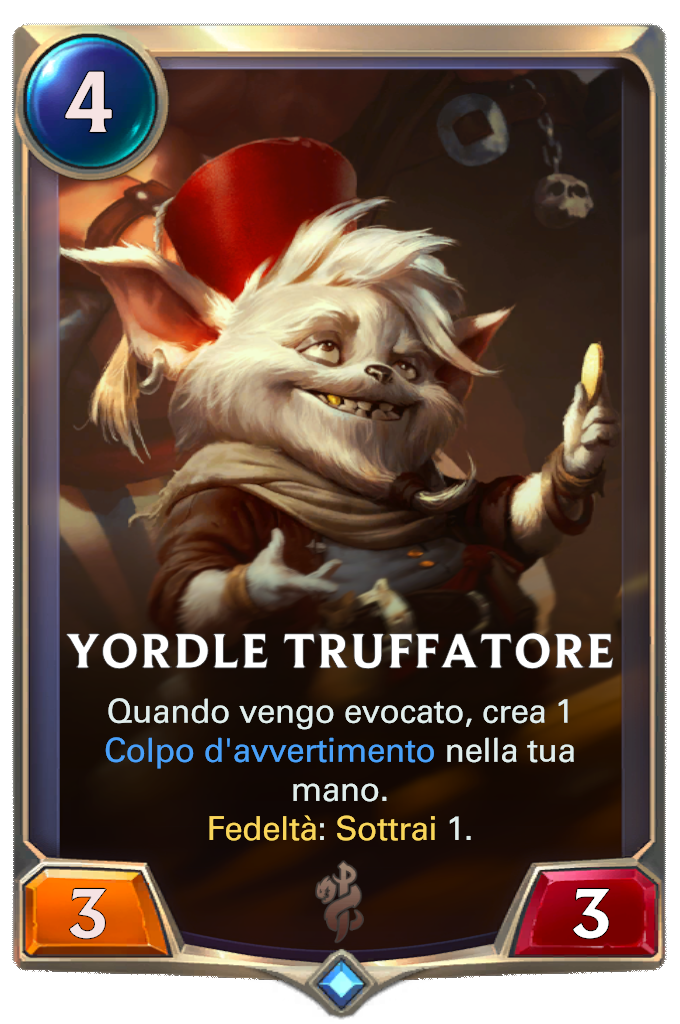 4
YORDLE TRUFFATORE
Quando vengo evocato, crea 1
Colpo d'avvertimento nella tua
mano.
Fedeltà: Sottrai 1.
3
3